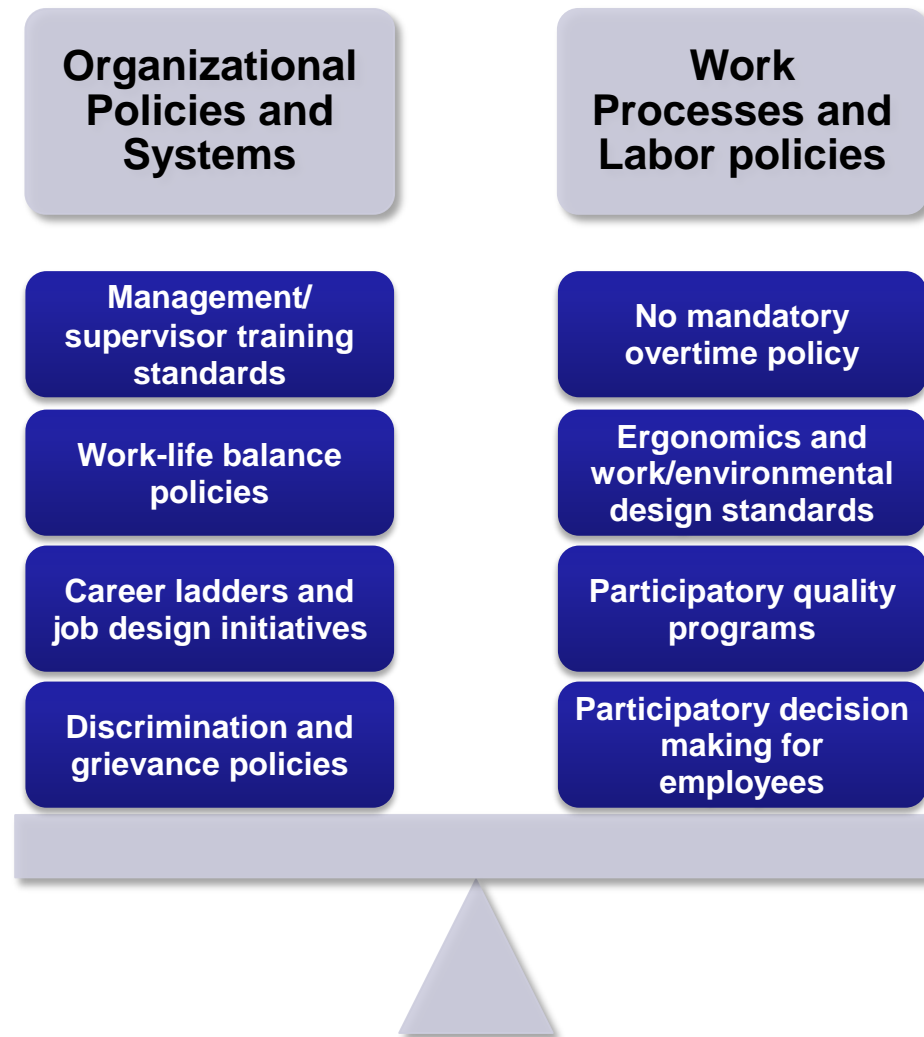 Organizational
Policies and
Systems
Work
Processes and
Labor policies
Management/
supervisor training
standards
Work-life balance
policies
Career ladders and
job design initiatives
Discrimination and
grievance policies
No mandatory
overtime policy
Ergonomics and
work/environmental
design standards
Participatory quality
programs
Participatory decision
making for
employees